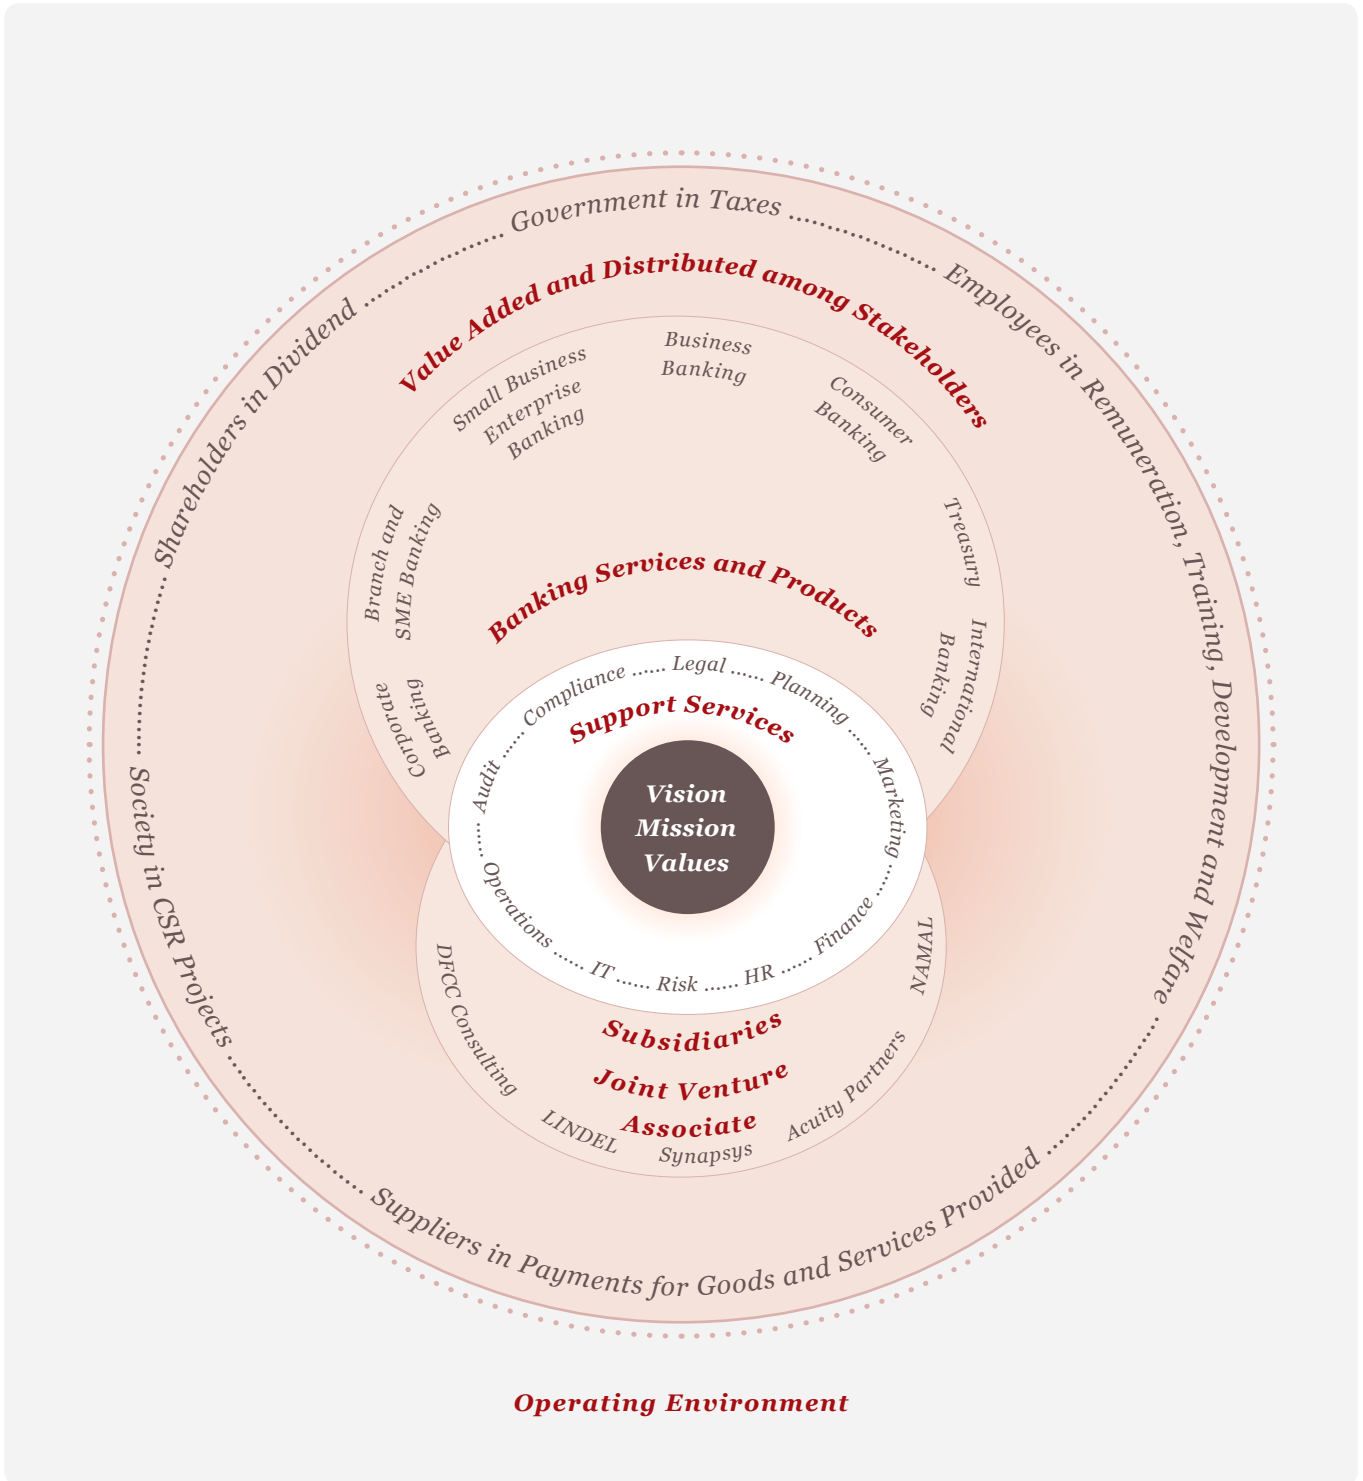 Government in Taxes
Employees in Remuneration, Training, Development and Welfare
Suppliers in Payments for Goods and Services Provided
Society in CSR Projects
Shareholders in Dividend
Value Added and Distributed among Stakeholders
Corporate
Banking
Branch and
SME Banking
Small Business
Enterprise
Banking
Business
Banking
Consumer
Banking
Treasury
International
Banking
Banking Services and Products
Audit
Compliance
Legal
Planning
Marketing
Finance
HR
Risk
IT
Operations
Support Services
Vision
Mission
Values
Subsidiaries
Joint Venture
Associate
DFCC Consulting
LINDEL
Synapsys
Acuity Partners
NAMAL
Operating Environment